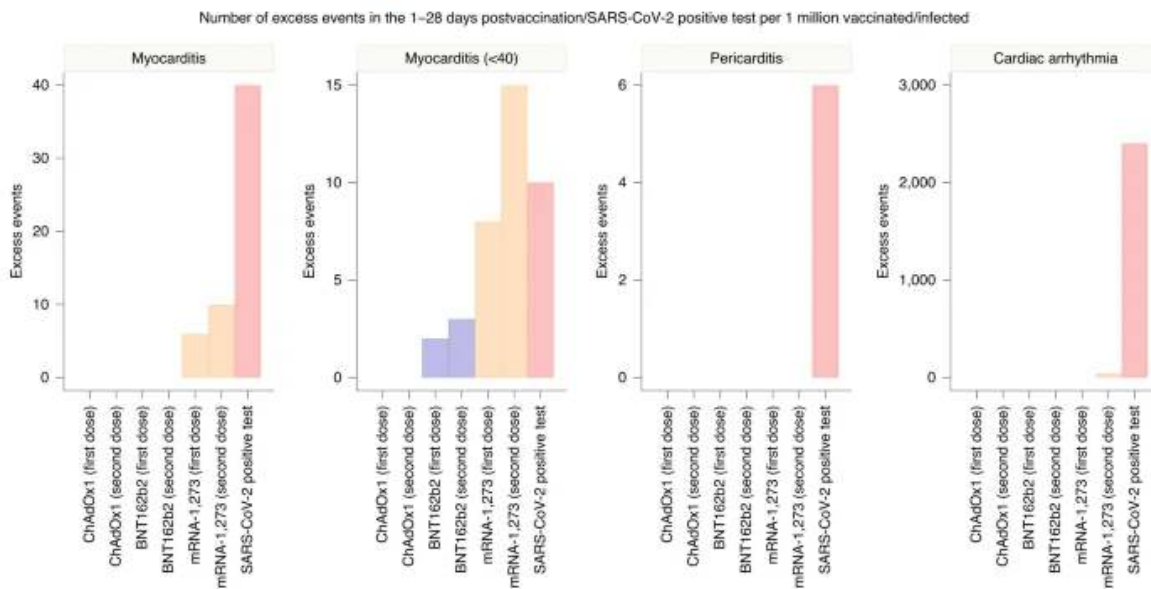 Number of excess events in the 1–28 days postvaccination/SARS-CoV-2 positive test per 1 million vaccinated/infected
Myocarditis
Excess events
40
30
20
10
0
ChAdOx1 (first dose)
ChAdOx1 (second dose)
BNT162b2 (first dose)
BNT162b2 (second dose)
mRNA-1,273 (first dose)
mRNA-1,273 (second dose)
SARS-CoV-2 positive test
Myocarditis (<40)
Excess events
15
10
5
0
ChAdOx1 (first dose)
ChAdOx1 (second dose)
BNT162b2 (first dose)
BNT162b2 (second dose)
mRNA-1,273 (first dose)
mRNA-1,273 (second dose)
SARS-CoV-2 positive test
Pericarditis
Excess events
6
4
2
0
ChAdOx1 (first dose)
ChAdOx1 (second dose)
BNT162b2 (first dose)
BNT162b2 (second dose)
mRNA-1,273 (first dose)
mRNA-1,273 (second dose)
SARS-CoV-2 positive test
Cardiac arrhythmia
Excess events
3,000
2,000
1,000
0
ChAdOx1 (first dose)
ChAdOx1 (second dose)
BNT162b2 (first dose)
BNT162b2 (second dose)
mRNA-1,273 (first dose)
mRNA-1,273 (second dose)
SARS-CoV-2 positive test